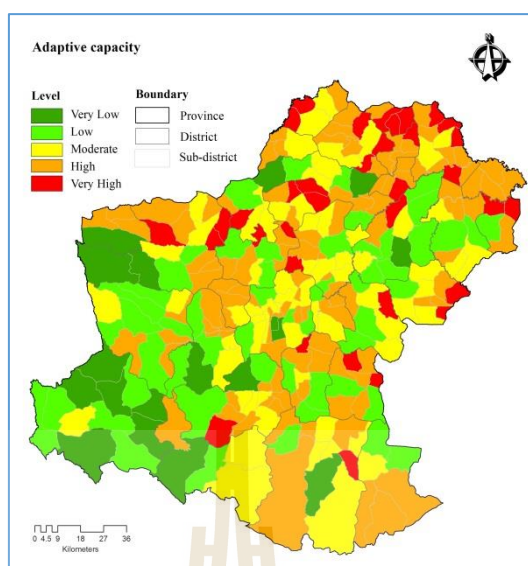 Adaptive capacity
Level
Very Low
Low
Moderate
High
Very High
Boundary
Province
District
Sub-district
0 4.5 9 18 27 36
Kilometers